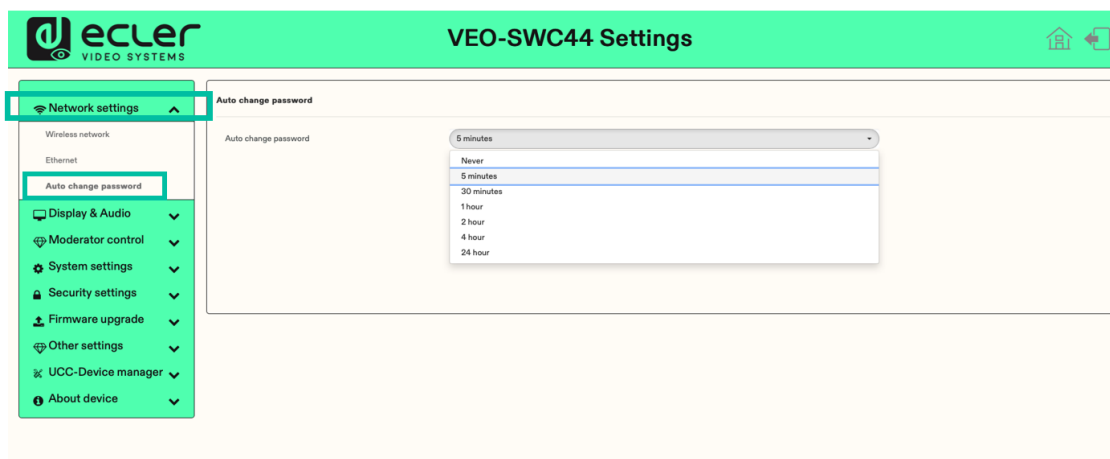 ecler
VIDEO SYSTEMS
VEO-SWC44 Settings
Network settings
Wireless network
Ethernet
Auto change password
Display & Audio
Moderator control
System settings
Security settings
Firmware upgrade
Other settings
UCC-Device manager
About device
Auto change password
Auto change password
5 minutes
Never
5 minutes
30 minutes
1 hour
2 hour
4 hour
24 hour